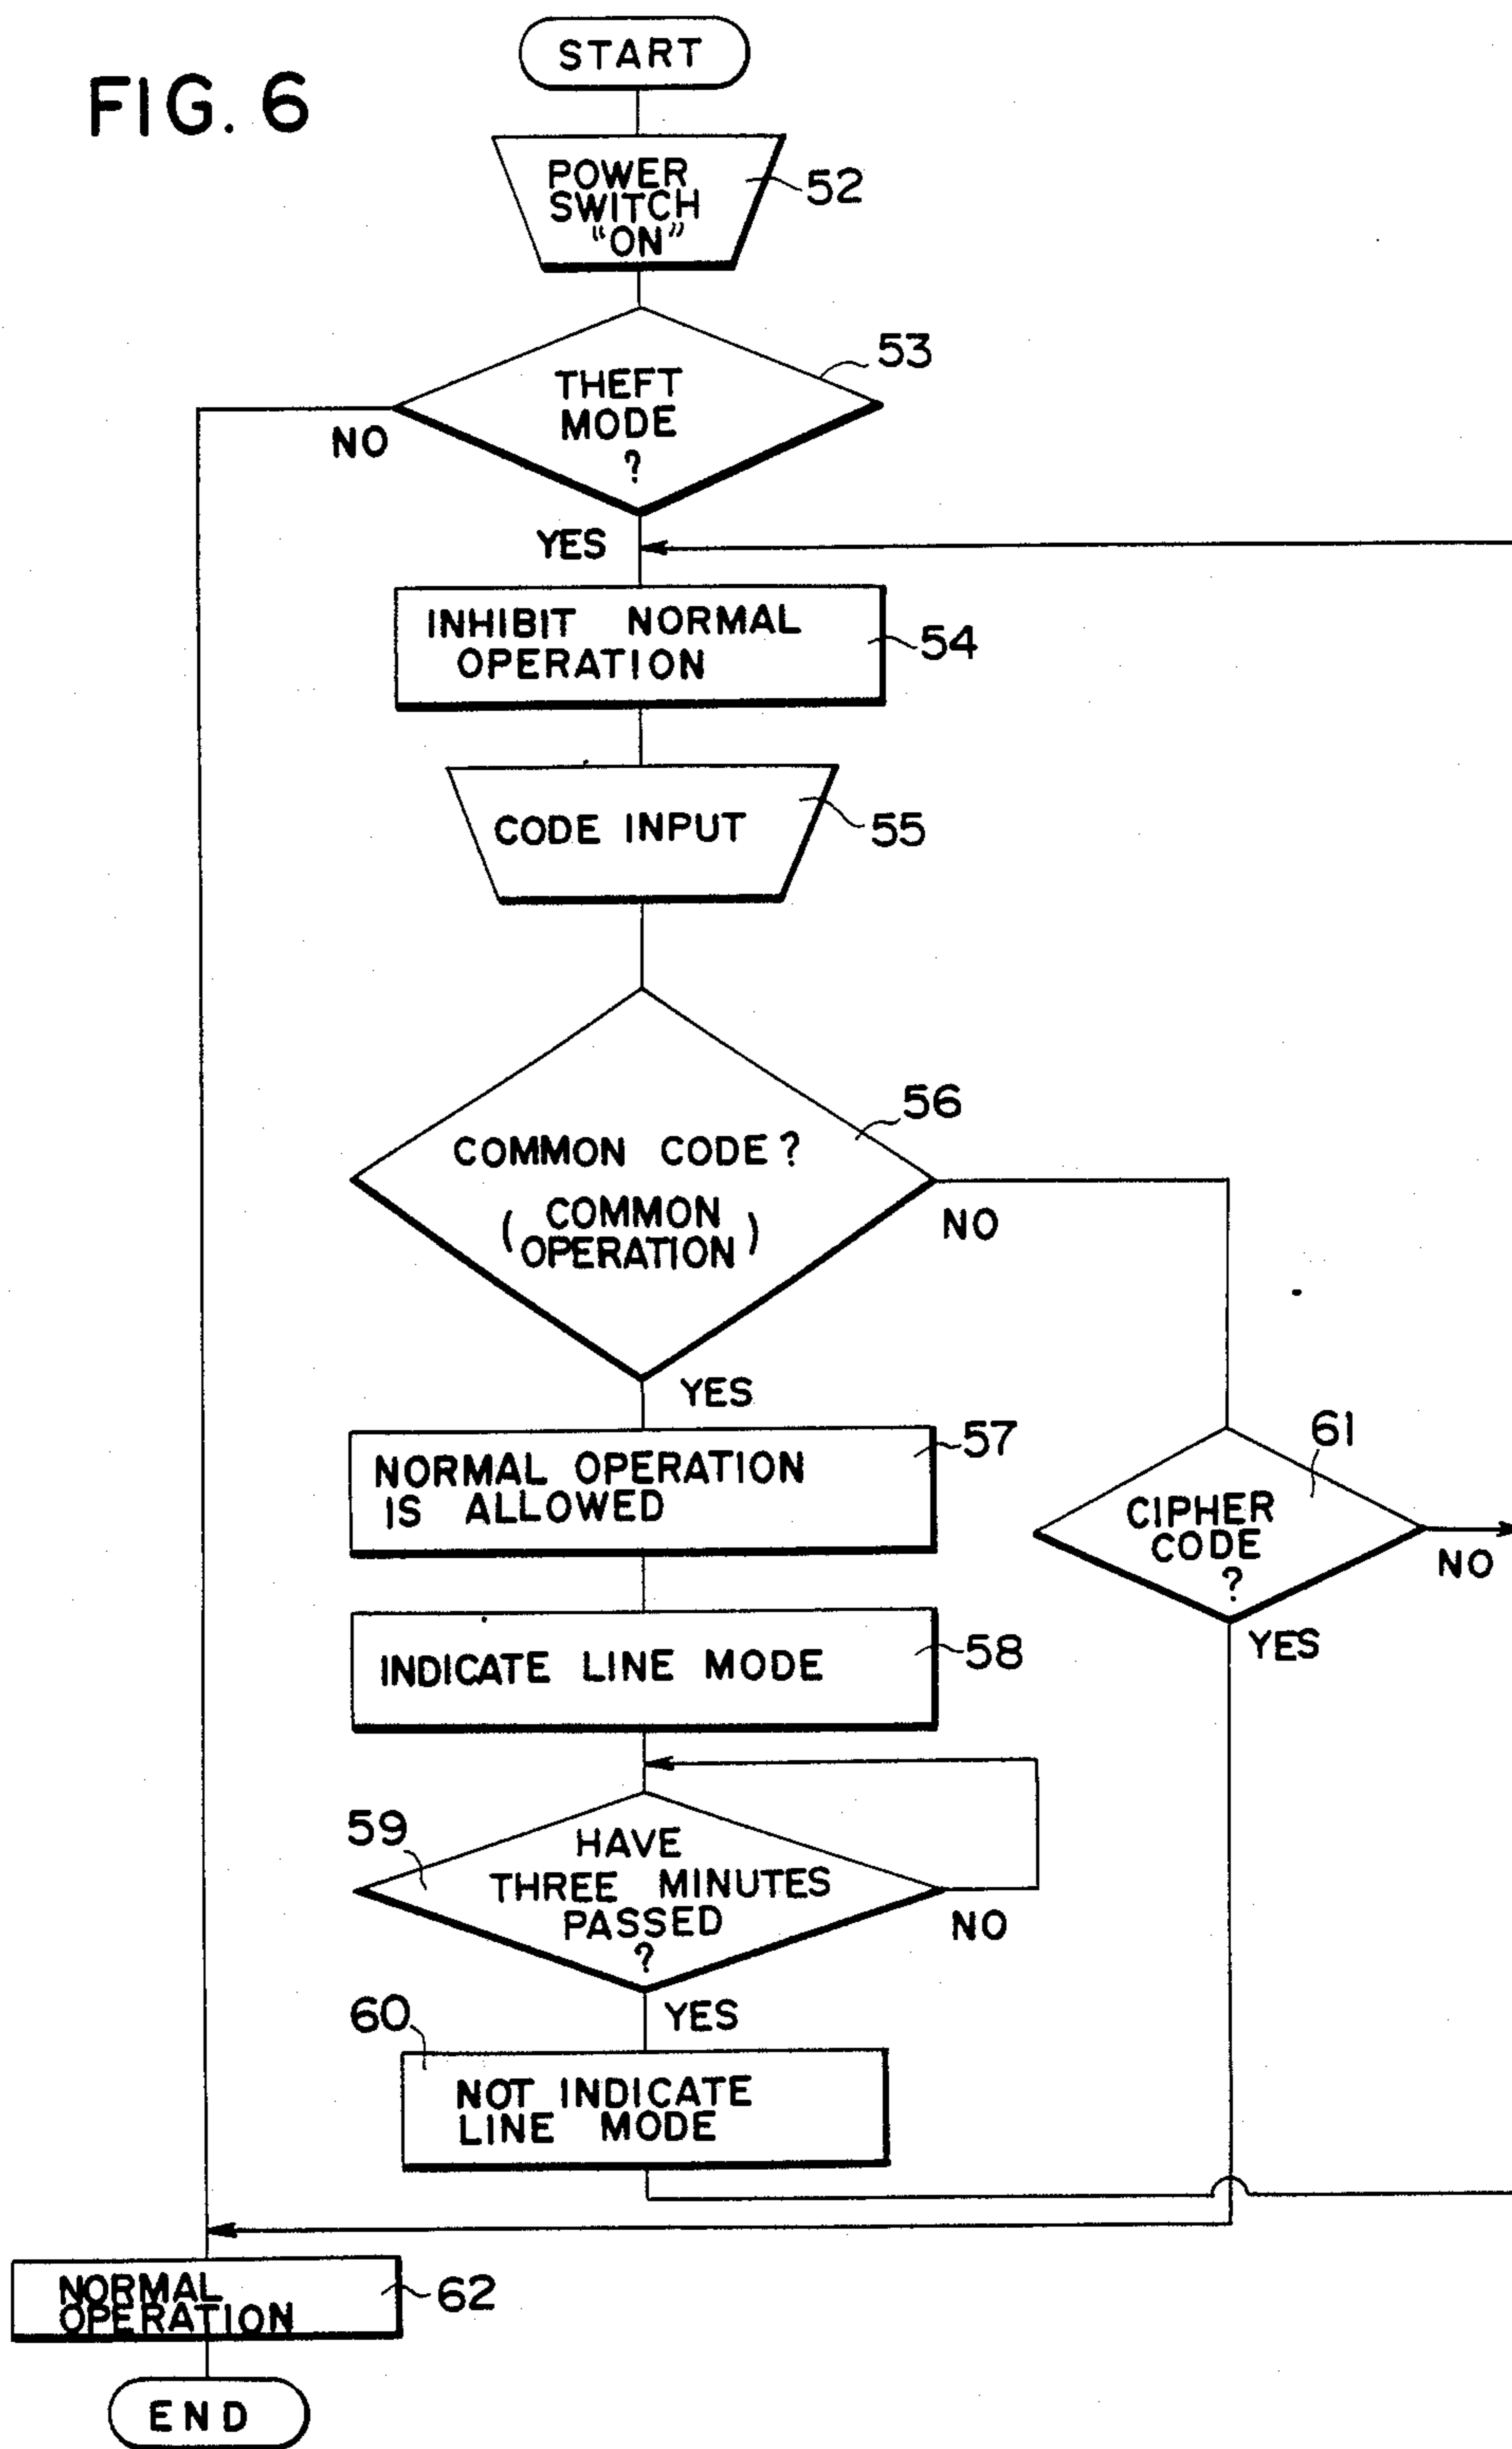 FIG. 6
START
POWER
SWITCH
"ON"
52
THEFT
MODE
?
53
NO
YES
INHIBIT NORMAL
OPERATION
54
CODE INPUT
55
COMMON CODE?
(COMMON
OPERATION)
56
NO
YES
NORMAL OPERATION
IS ALLOWED
57
61
CIPHER
CODE
?
NO
YES
INDICATE LINE MODE
58
59
HAVE
THREE MINUTES
PASSED
?
NO
YES
60
NOT INDICATE
LINE MODE
NORMAL
OPERATION
62
END